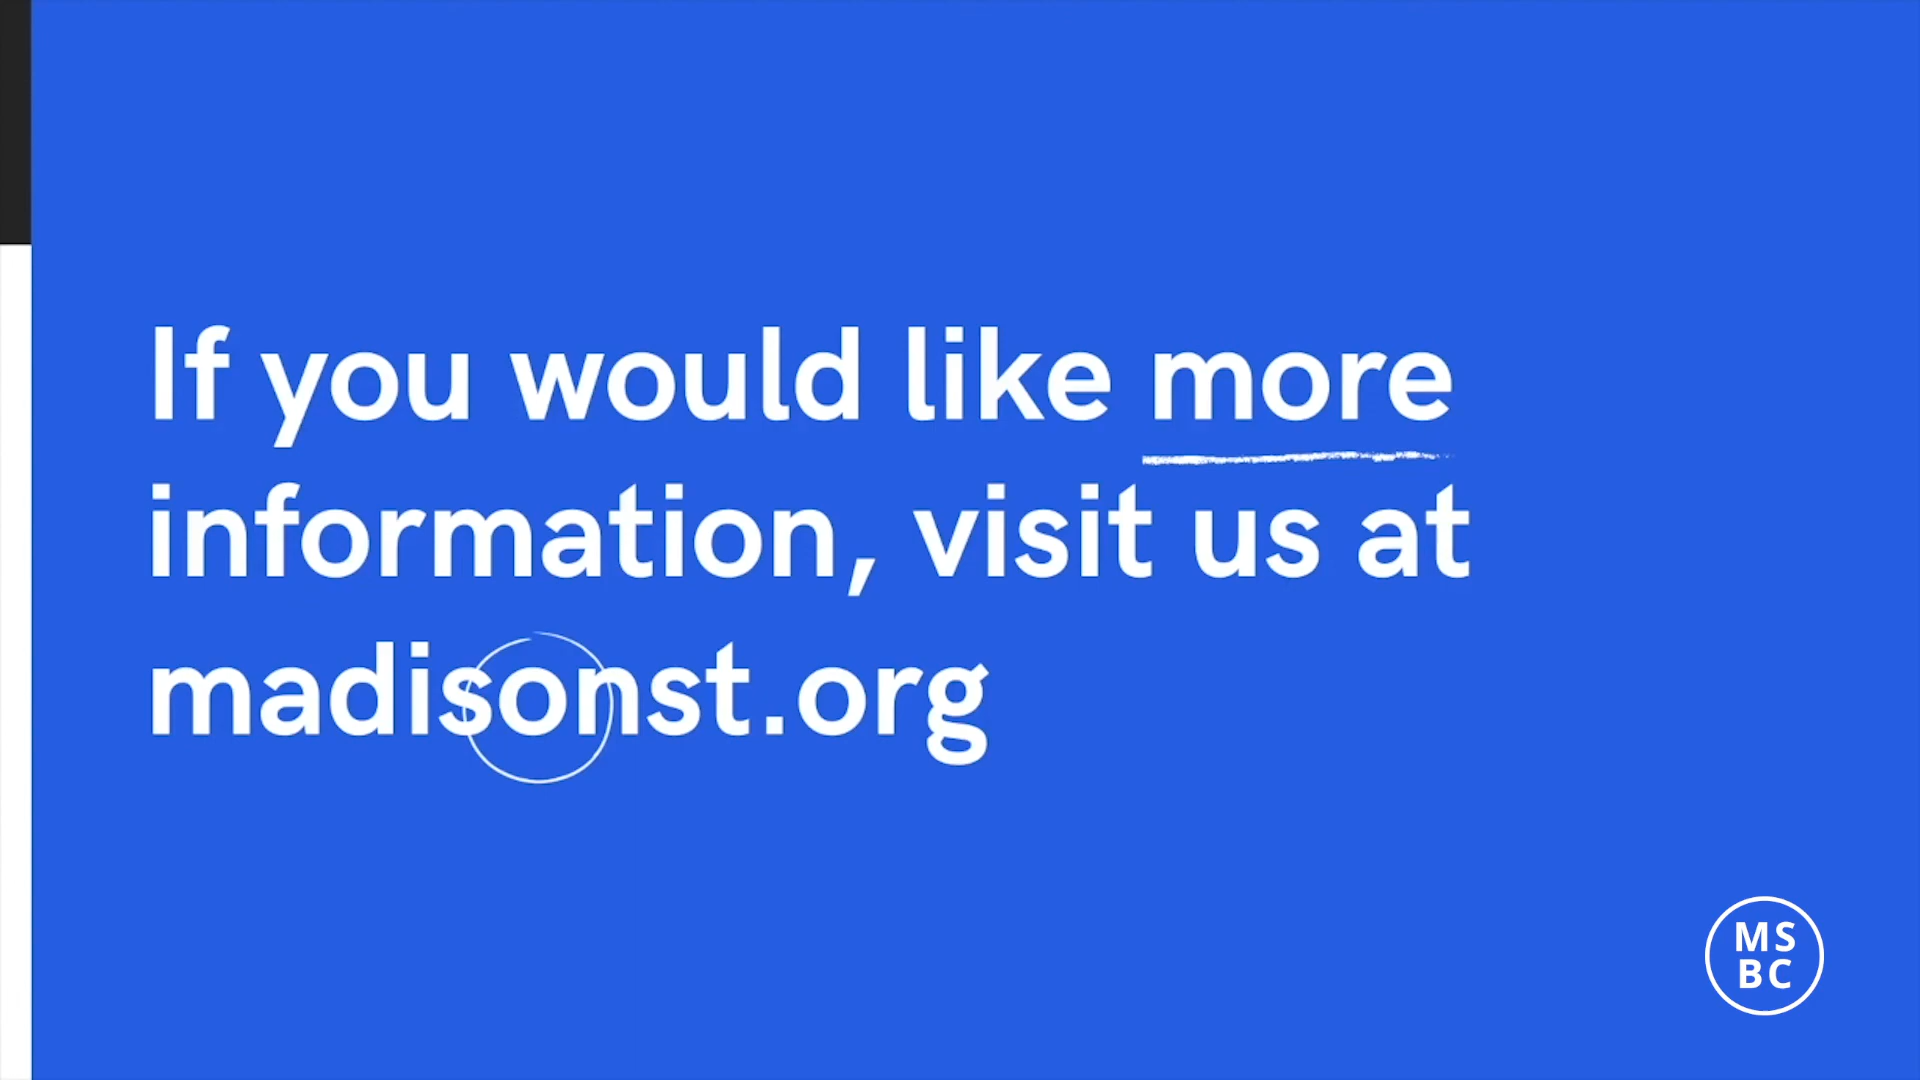 If you would like more
information, visit us at
madisonst.org
MS
BC